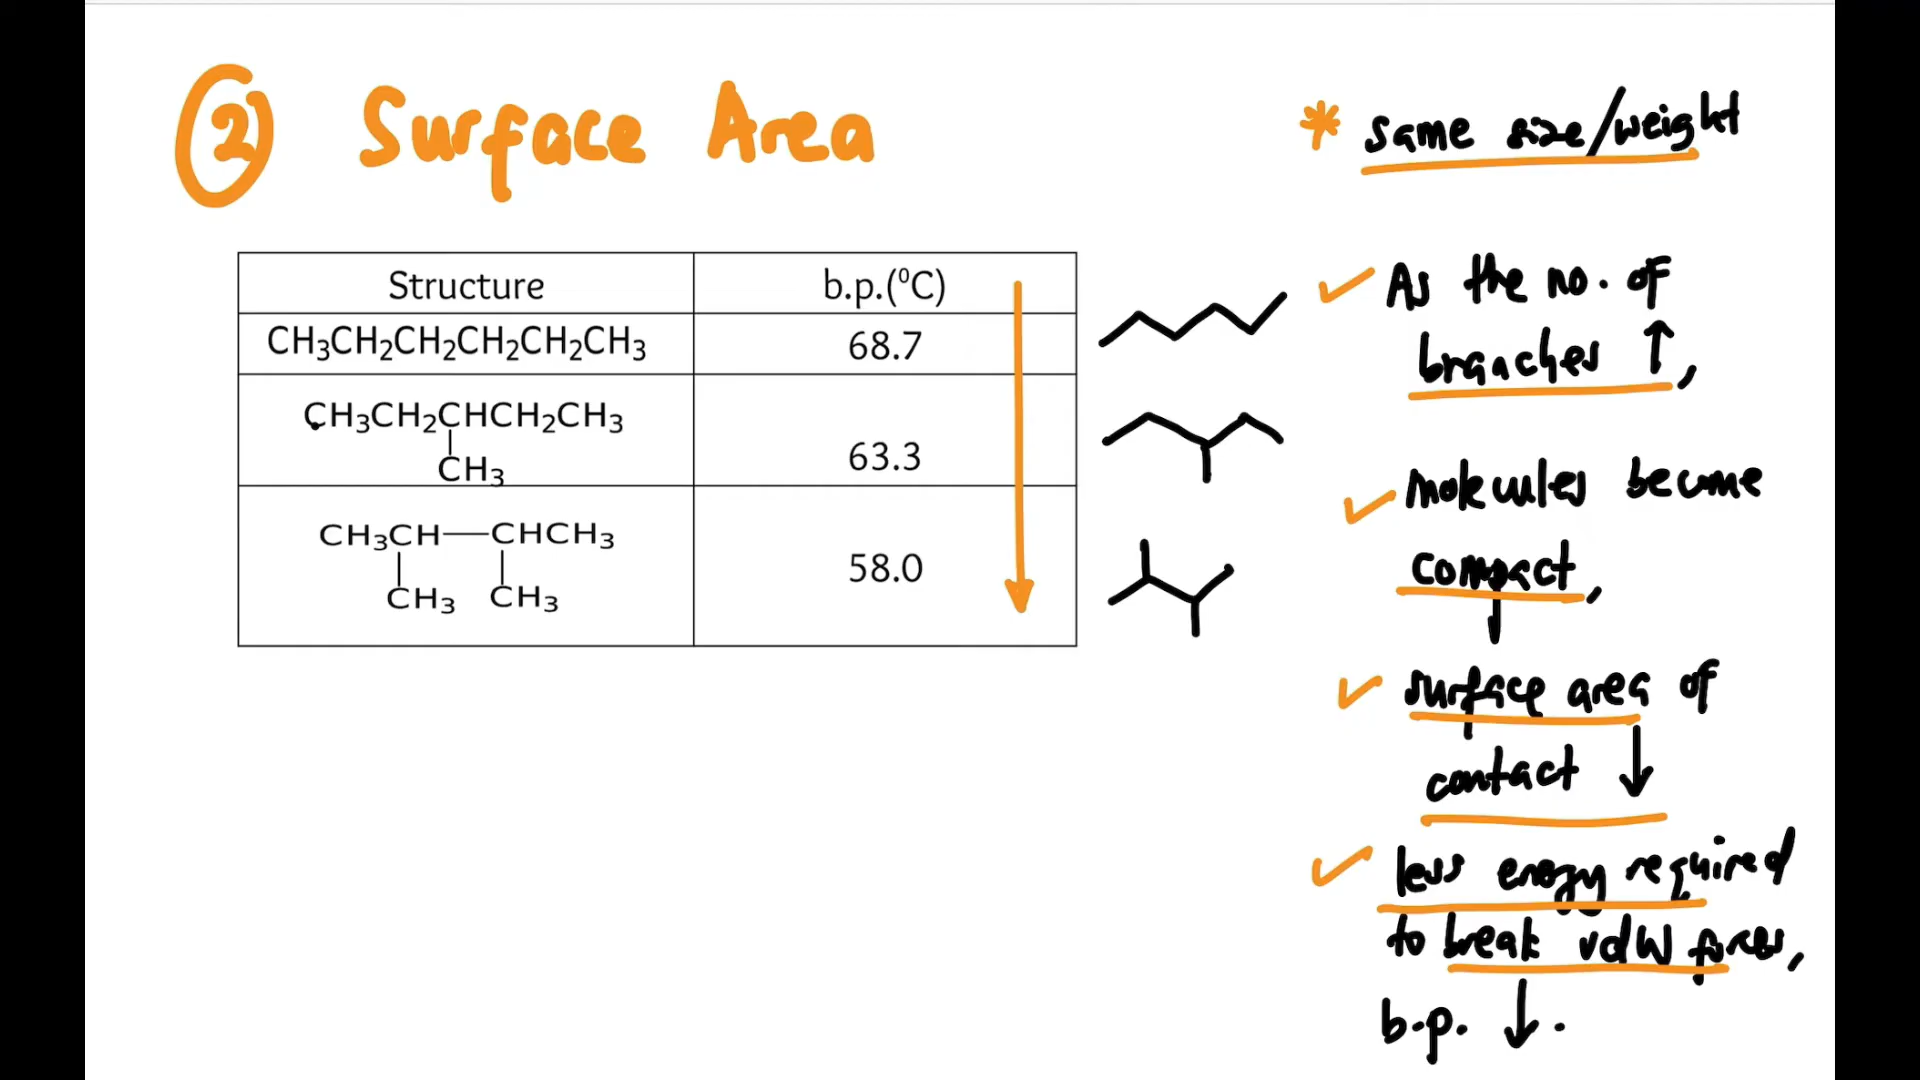 2 Surface Area
* same size/weight
Structure b.p.(⁰C)
CH₃CH₂CH₂CH₂CH₂CH₃ 68.7
CH₃CH₂CHCH₂CH₃
CH₃
63.3
CH₃CH—CHCH₃
CH₃ CH₃
58.0
✓ As the no. of
branches ↑,
✓ molecules become
compact,
✓ surface area of
contact ↓
✓ less energy required
to break vdW forces,
b.p. ↓.